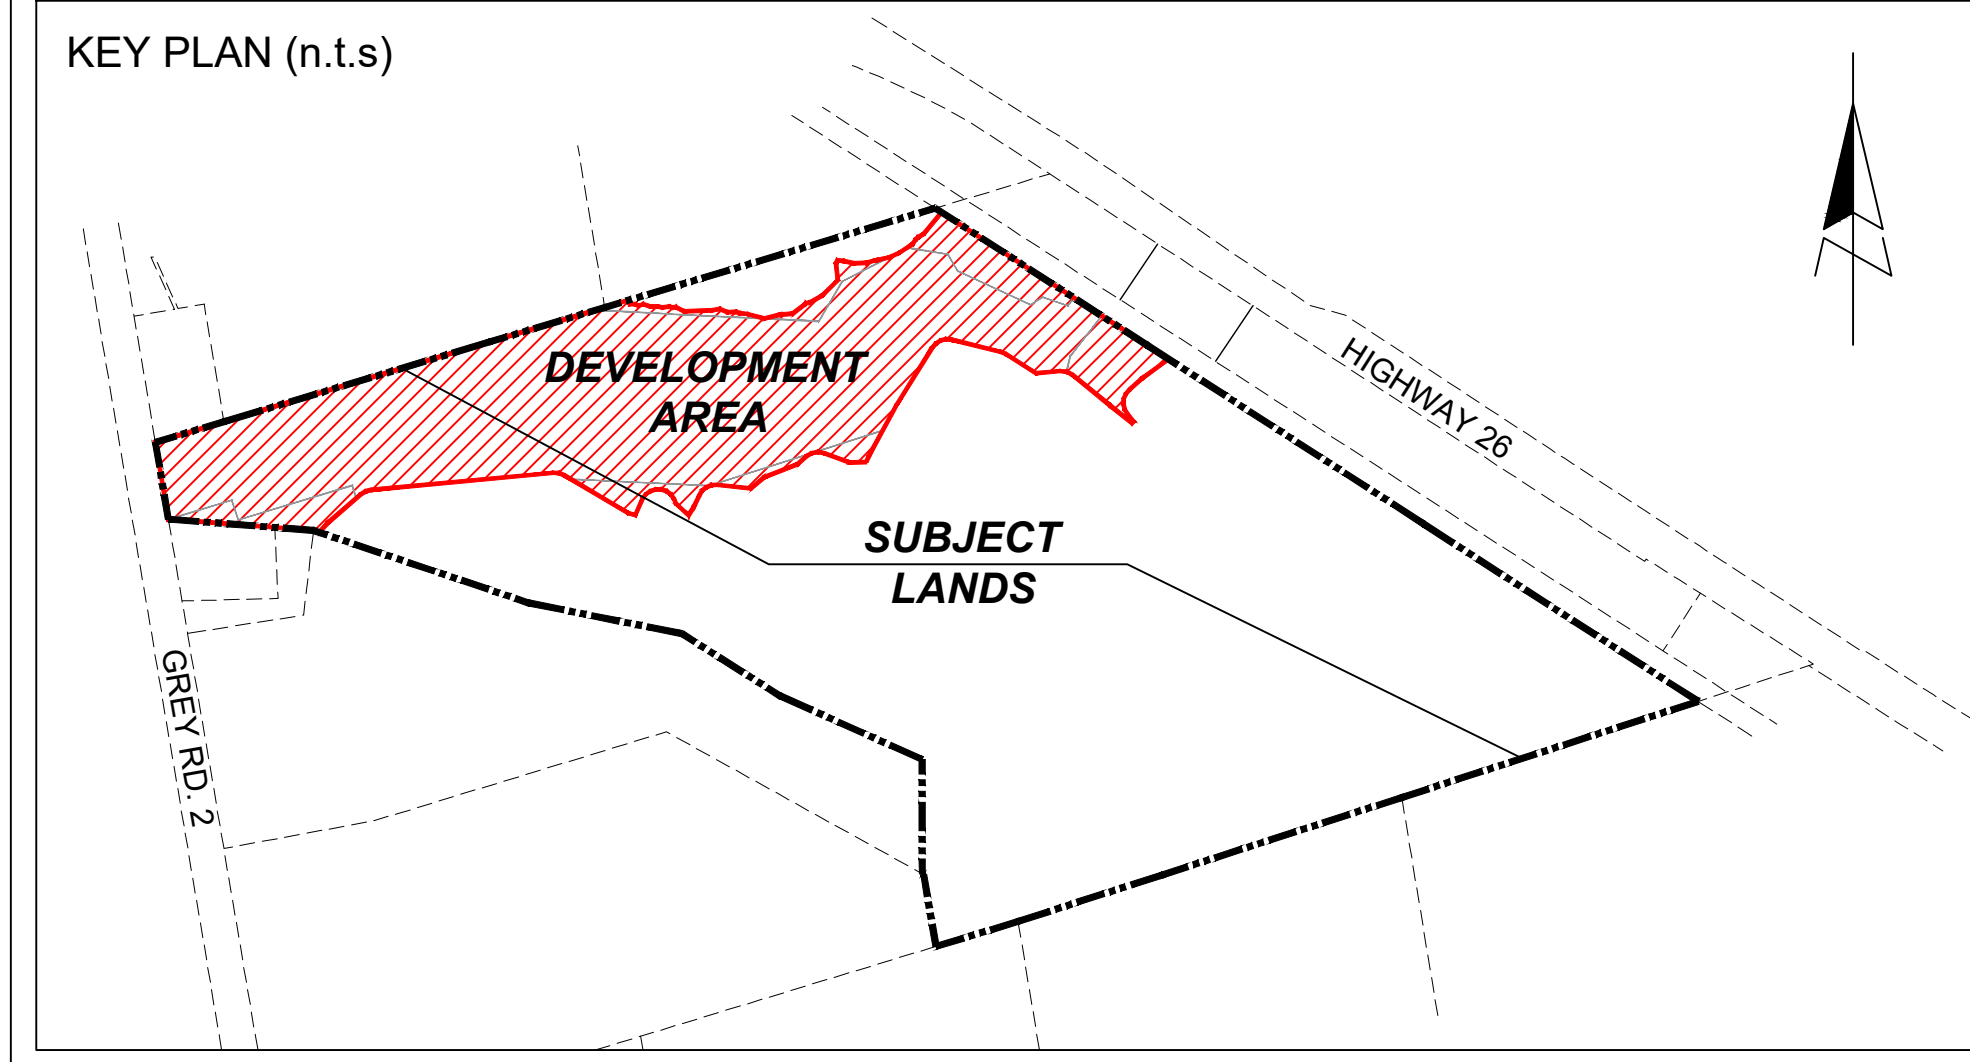 KEY PLAN (n.t.s)
HIGHWAY 26
DEVELOPMENT
AREA
SUBJECT
LANDS
GREY RD. 2